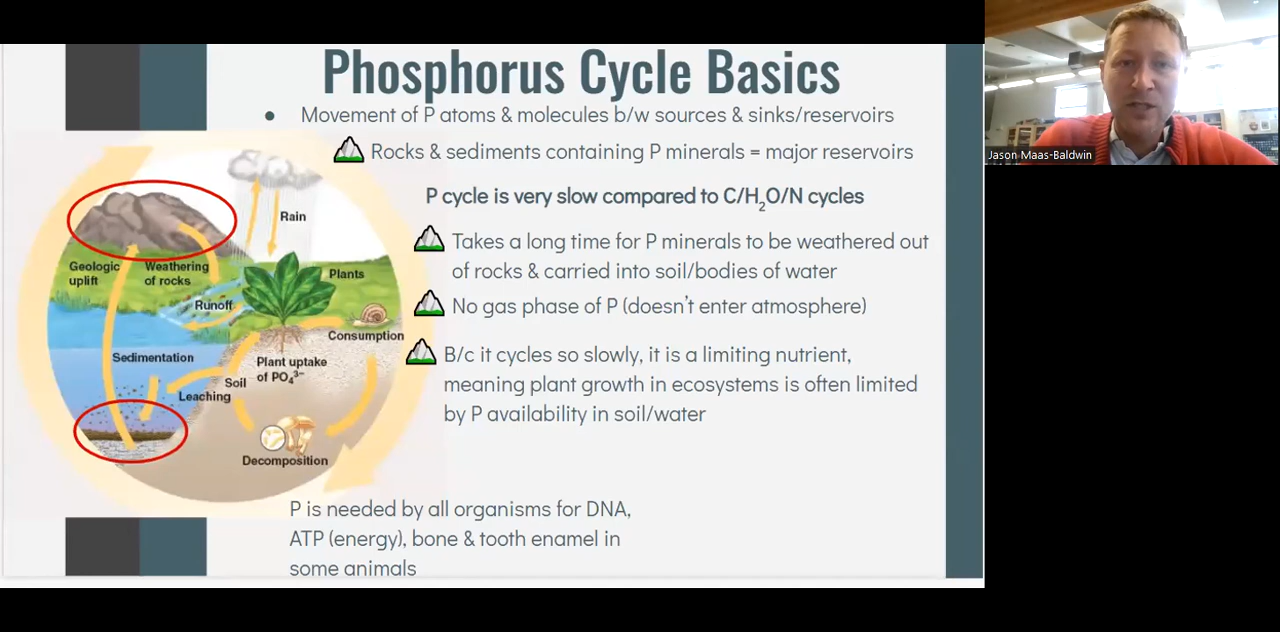 Phosphorus Cycle Basics
Movement of P atoms & molecules b/w sources & sinks/reservoirs
Rocks & sediments containing P minerals = major reservoirs
P cycle is very slow compared to C/H₂O/N cycles
Takes a long time for P minerals to be weathered out
of rocks & carried into soil/bodies of water
No gas phase of P (doesn't enter atmosphere)
B/c it cycles so slowly, it is a limiting nutrient,
meaning plant growth in ecosystems is often limited
by P availability in soil/water
Rain
Geologic
uplift
Weathering
of rocks
Plants
Runoff
Consumption
Sedimentation
Plant uptake
of PO₄³⁻
Soil
Leaching
Decomposition
P is needed by all organisms for DNA,
ATP (energy), bone & tooth enamel in
some animals
Jason Maas-Baldwin